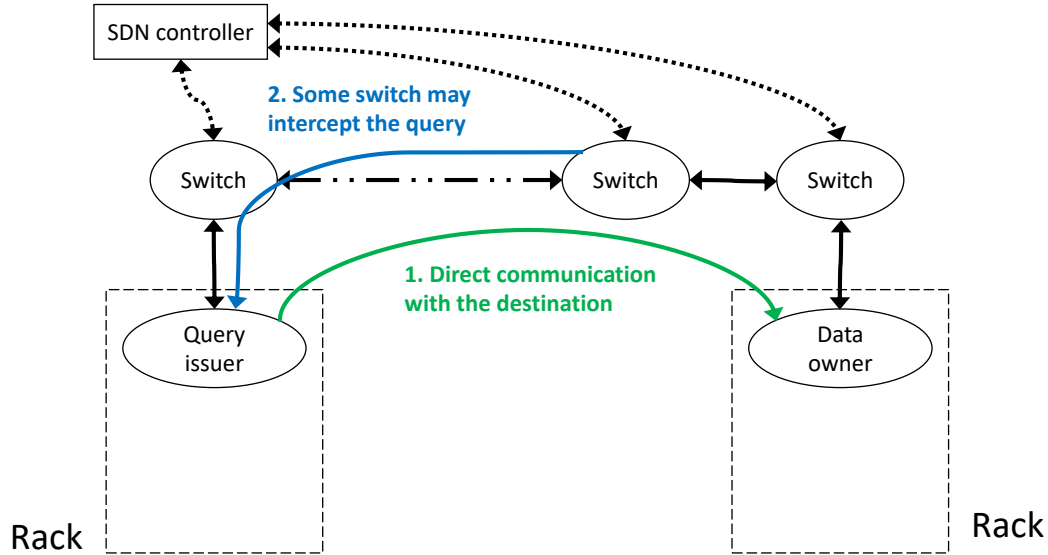 SDN controller
2. Some switch may
intercept the query
Switch
Switch
Switch
1. Direct communication
with the destination
Query
issuer
Data
owner
Rack
Rack